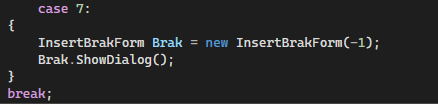 case 7:
{
InsertBrakForm Brak = new InsertBrakForm(-1);
Brak.ShowDialog();
}
break;